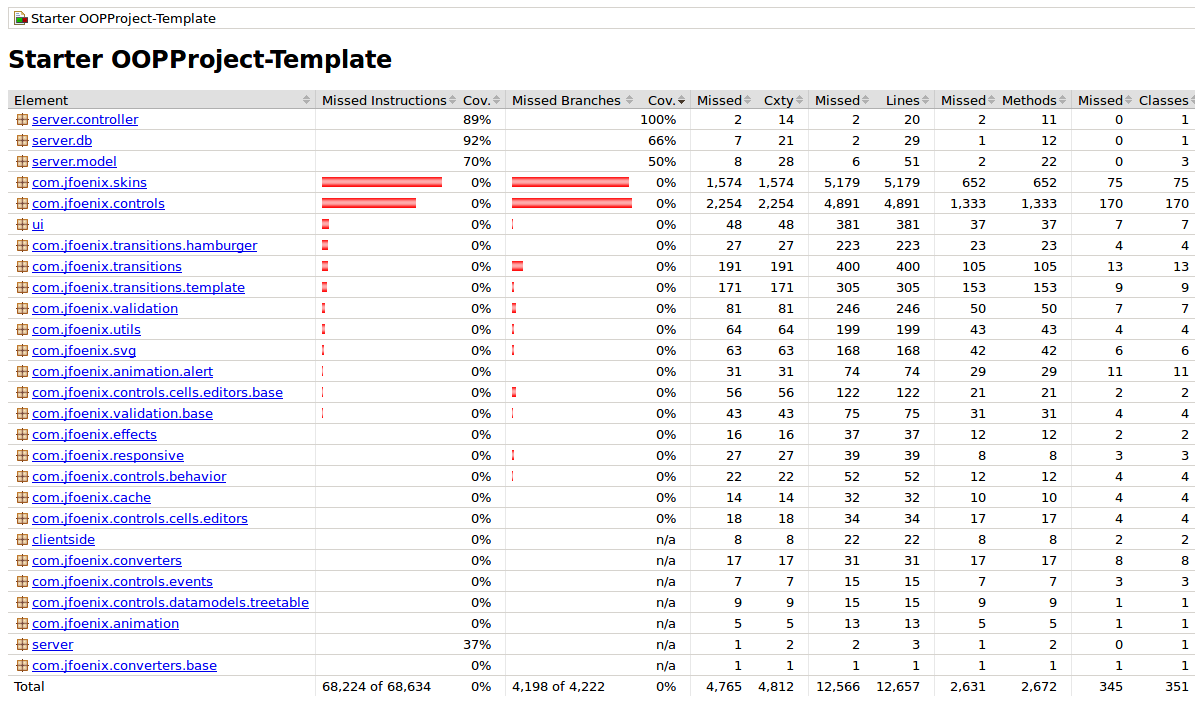 Starter OOPProject-Template
Starter OOPProject-Template
Element Missed Instructions Cov. Missed Branches Cov. Missed Cxty Missed Lines Missed Methods Missed Classes
server.controller 89% 100% 2 14 2 20 2 11 0 1
server.db 92% 66% 7 21 2 29 1 12 0 1
server.model 70% 50% 8 28 6 51 2 22 0 3
com.jfoenix.skins 0% 0% 1,574 1,574 5,179 5,179 652 652 75 75
com.jfoenix.controls 0% 0% 2,254 2,254 4,891 4,891 1,333 1,333 170 170
ui 0% 0% 48 48 381 381 37 37 7 7
com.jfoenix.transitions.hamburger 0% 0% 27 27 223 223 23 23 4 4
com.jfoenix.transitions 0% 0% 191 191 400 400 105 105 13 13
com.jfoenix.transitions.template 0% 0% 171 171 305 305 153 153 9 9
com.jfoenix.validation 0% 0% 81 81 246 246 50 50 7 7
com.jfoenix.utils 0% 0% 64 64 199 199 43 43 4 4
com.jfoenix.svg 0% 0% 63 63 168 168 42 42 6 6
com.jfoenix.animation.alert 0% 0% 31 31 74 74 29 29 11 11
com.jfoenix.controls.cells.editors.base 0% 0% 56 56 122 122 21 21 2 2
com.jfoenix.validation.base 0% 0% 43 43 75 75 31 31 4 4
com.jfoenix.effects 0% 0% 16 16 37 37 12 12 2 2
com.jfoenix.responsive 0% 0% 27 27 39 39 8 8 3 3
com.jfoenix.controls.behavior 0% 0% 22 22 52 52 12 12 4 4
com.jfoenix.cache 0% 0% 14 14 32 32 10 10 4 4
com.jfoenix.controls.cells.editors 0% 0% 18 18 34 34 17 17 4 4
clientside 0% n/a 8 8 22 22 8 8 2 2
com.jfoenix.converters 0% n/a 17 17 31 31 17 17 8 8
com.jfoenix.controls.events 0% n/a 7 7 15 15 7 7 3 3
com.jfoenix.controls.datamodels.treetable 0% n/a 9 9 15 15 9 9 1 1
com.jfoenix.animation 0% n/a 5 5 13 13 5 5 1 1
server 37% n/a 1 2 2 3 1 2 0 1
com.jfoenix.converters.base 0% n/a 1 1 1 1 1 1 1 1
Total 68,224 of 68,634 0% 4,198 of 4,222 0% 4,765 4,812 12,566 12,657 2,631 2,672 345 351